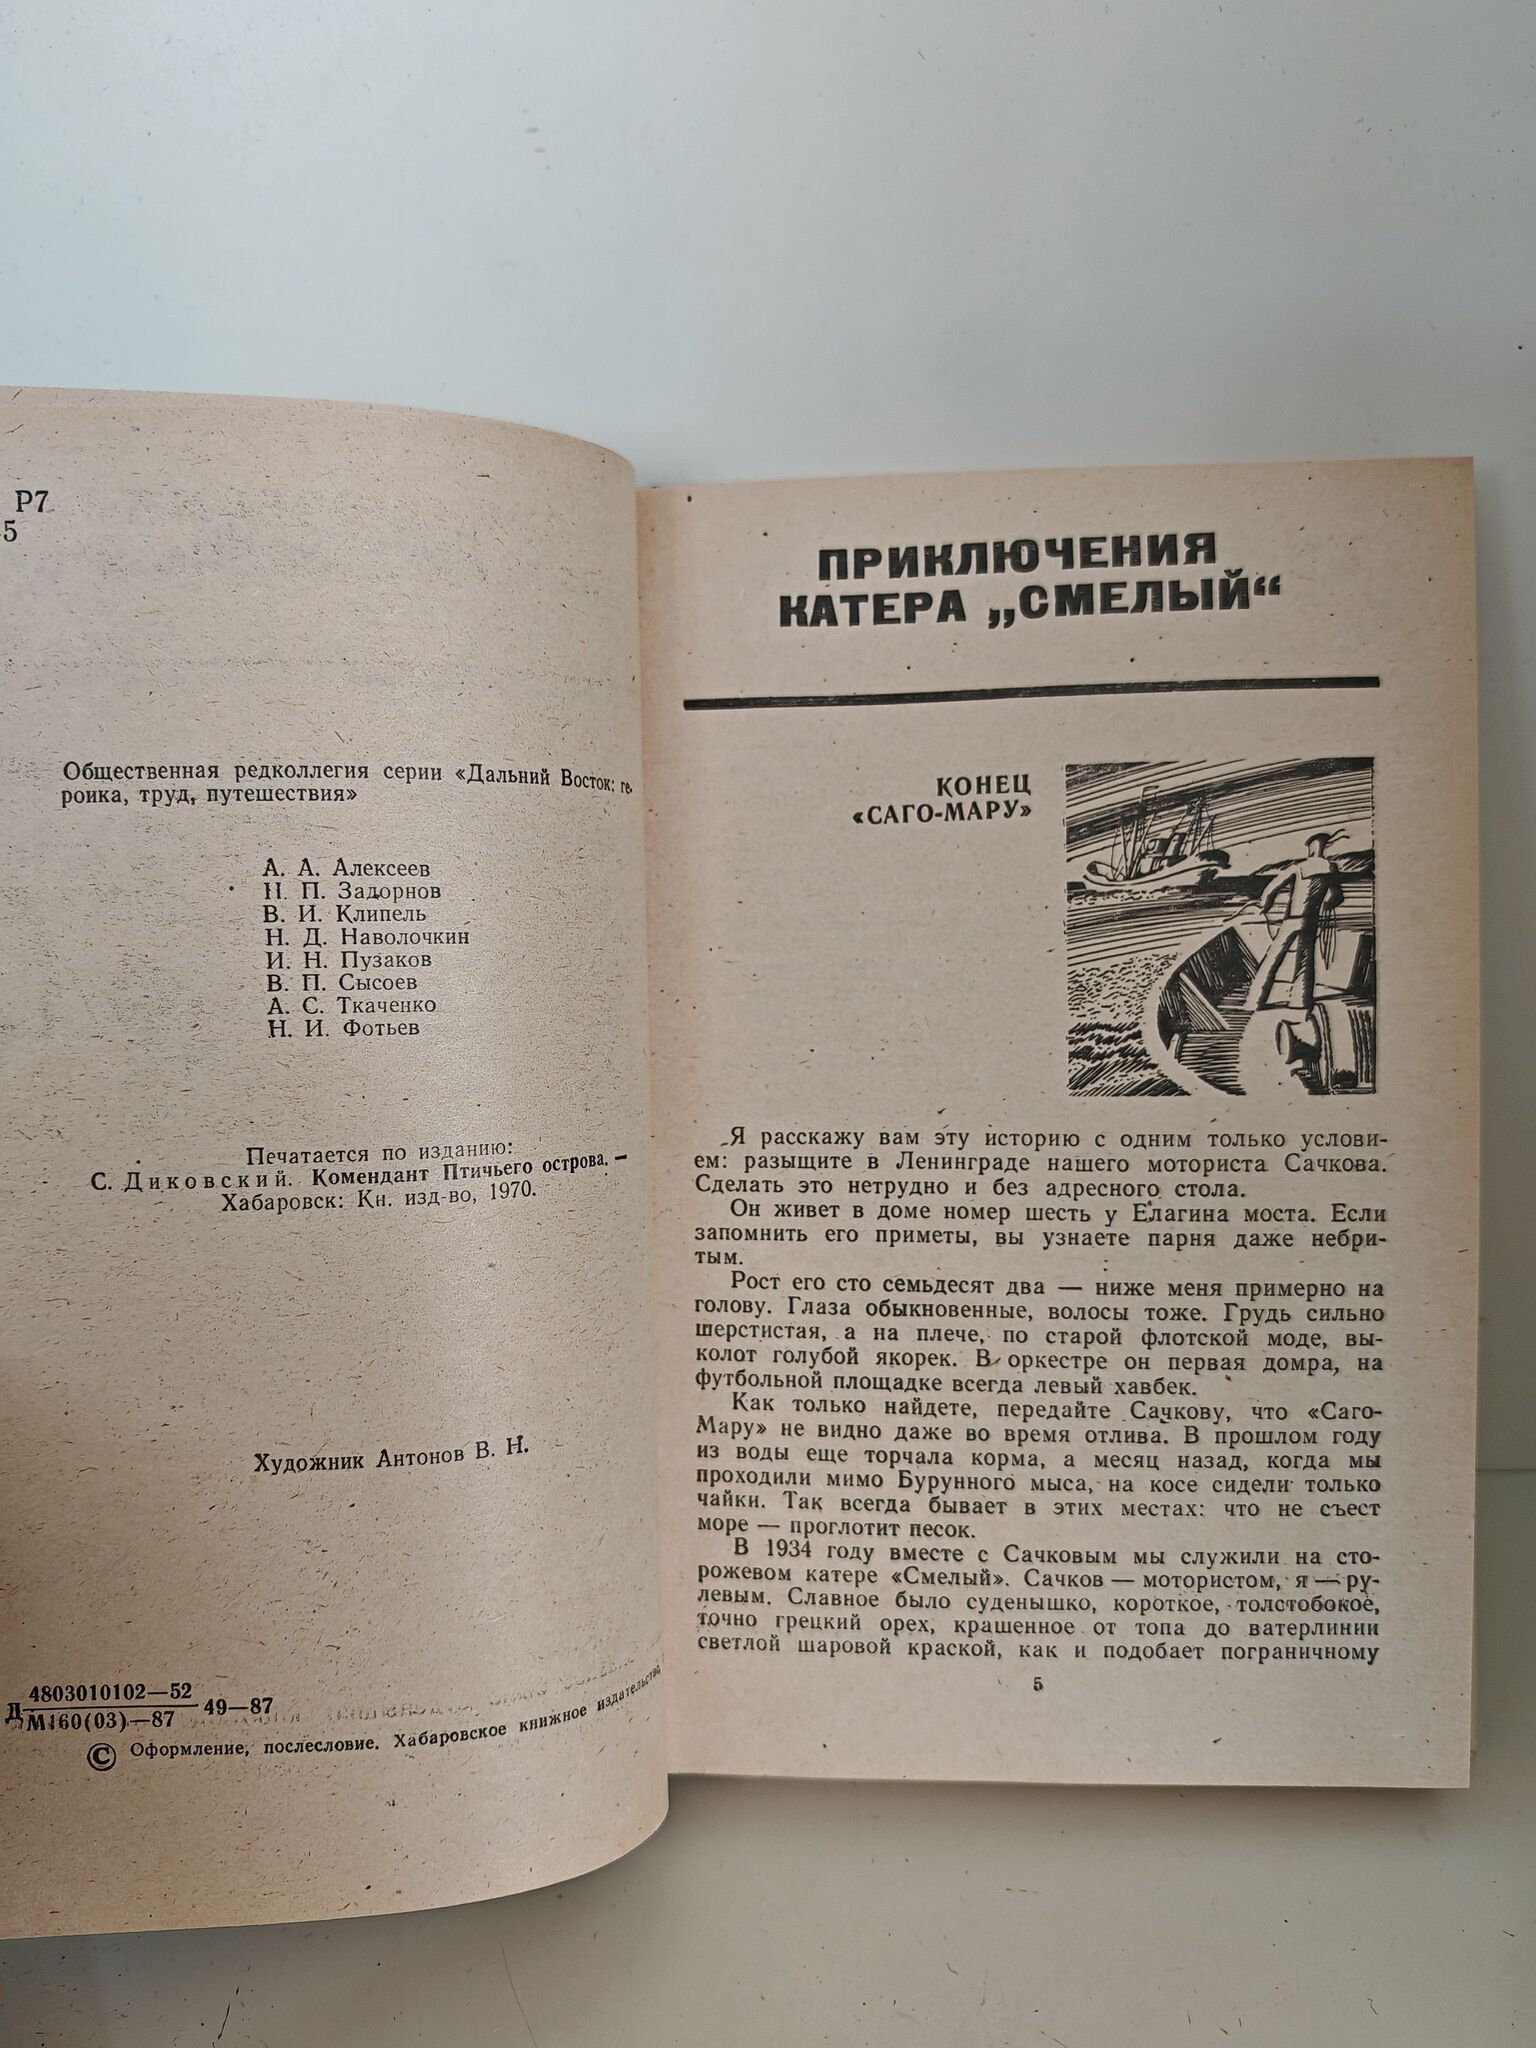 Р7
5
Общественная редколлегия серии «Дальний Восток: ге-
роика, труд, путешествия»
А. А. Алексеев
Н. П. Задорнов
В. И. Клипель
Н. Д. Наволочкин
И. Н. Пузаков
В. П. Сысоев
А. С. Ткаченко
Н. И. Фотьев
Печатается по изданию:
С. Диковский. Комендант Птичьего острова. —
Хабаровск: Кн. изд-во, 1970.
Художник Антонов В. Н.
Д 4803010102—52 49—87
М160(03)—87
© Оформление, послесловие. Хабаровское книжное издательство,
ПРИКЛЮЧЕНИЯ
КАТЕРА „СМЕЛЫЙ“
КОНЕЦ
«САГО-МАРУ»
Я расскажу вам эту историю с одним только услови-
ем: разыщите в Ленинграде нашего моториста Сачкова.
Сделать это нетрудно и без адресного стола.
Он живет в доме номер шесть у Елагина моста. Если
запомнить его приметы, вы узнаете парня даже небри-
тым.
Рост его сто семьдесят два — ниже меня примерно на
голову. Глаза обыкновенные, волосы тоже. Грудь сильно
шерстистая, а на плече, по старой флотской моде, вы-
колот голубой якорек. В оркестре он первая домра, на
футбольной площадке всегда левый хавбек.
Как только найдете, передайте Сачкову, что «Саго-
Мару» не видно даже во время отлива. В прошлом году
из воды еще торчала корма, а месяц назад, когда мы
проходили мимо Бурунного мыса, на косе сидели только
чайки. Так всегда бывает в этих местах: что не съест
море — проглотит песок.
В 1934 году вместе с Сачковым мы служили на сто-
рожевом катере «Смелый». Сачков — мотористом, я — ру-
левым. Славное было суденышко, короткое, толстобокое,
точно грецкий орех, крашенное от топа до ватерлинии
светлой шаровой краской, как и подобает пограничному
5